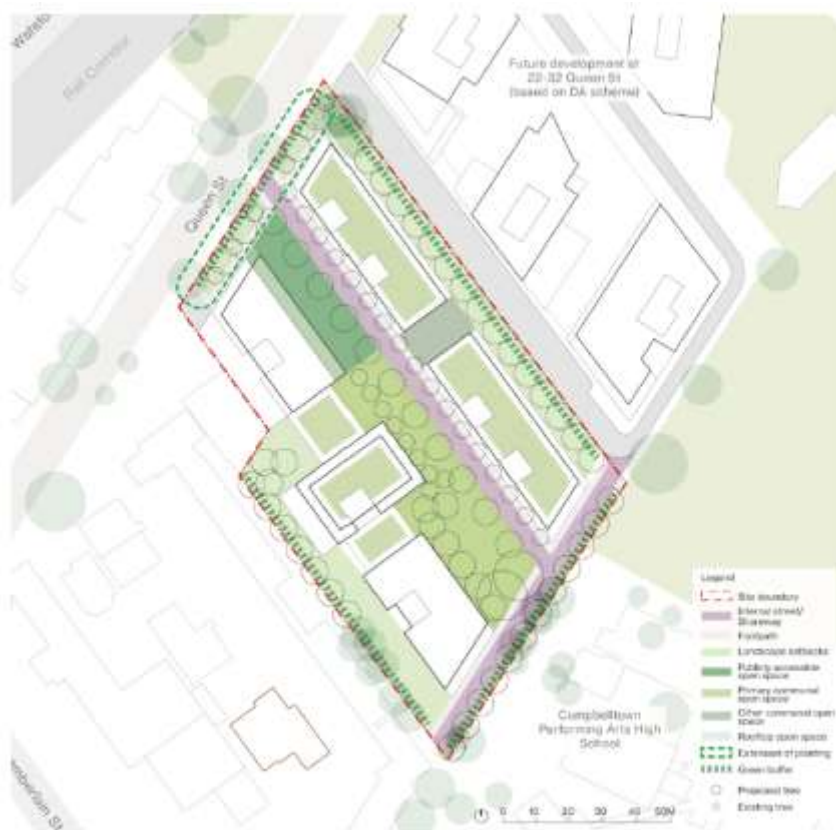 Rail Corridor
Queen St
Future development at
22-32 Queen St
(based on DA scheme)
Campbelltown
Performing Arts High
School
Legend
Site boundary
Internal street/
Shareway
Footpath
Landscape setbacks
Publicly accessible
open space
Primary communal
open space
Other communal open
space
Rooftop open space
Extension of planting
Green buffer
Proposed tree
Existing tree
0 10 20 30 40 50M